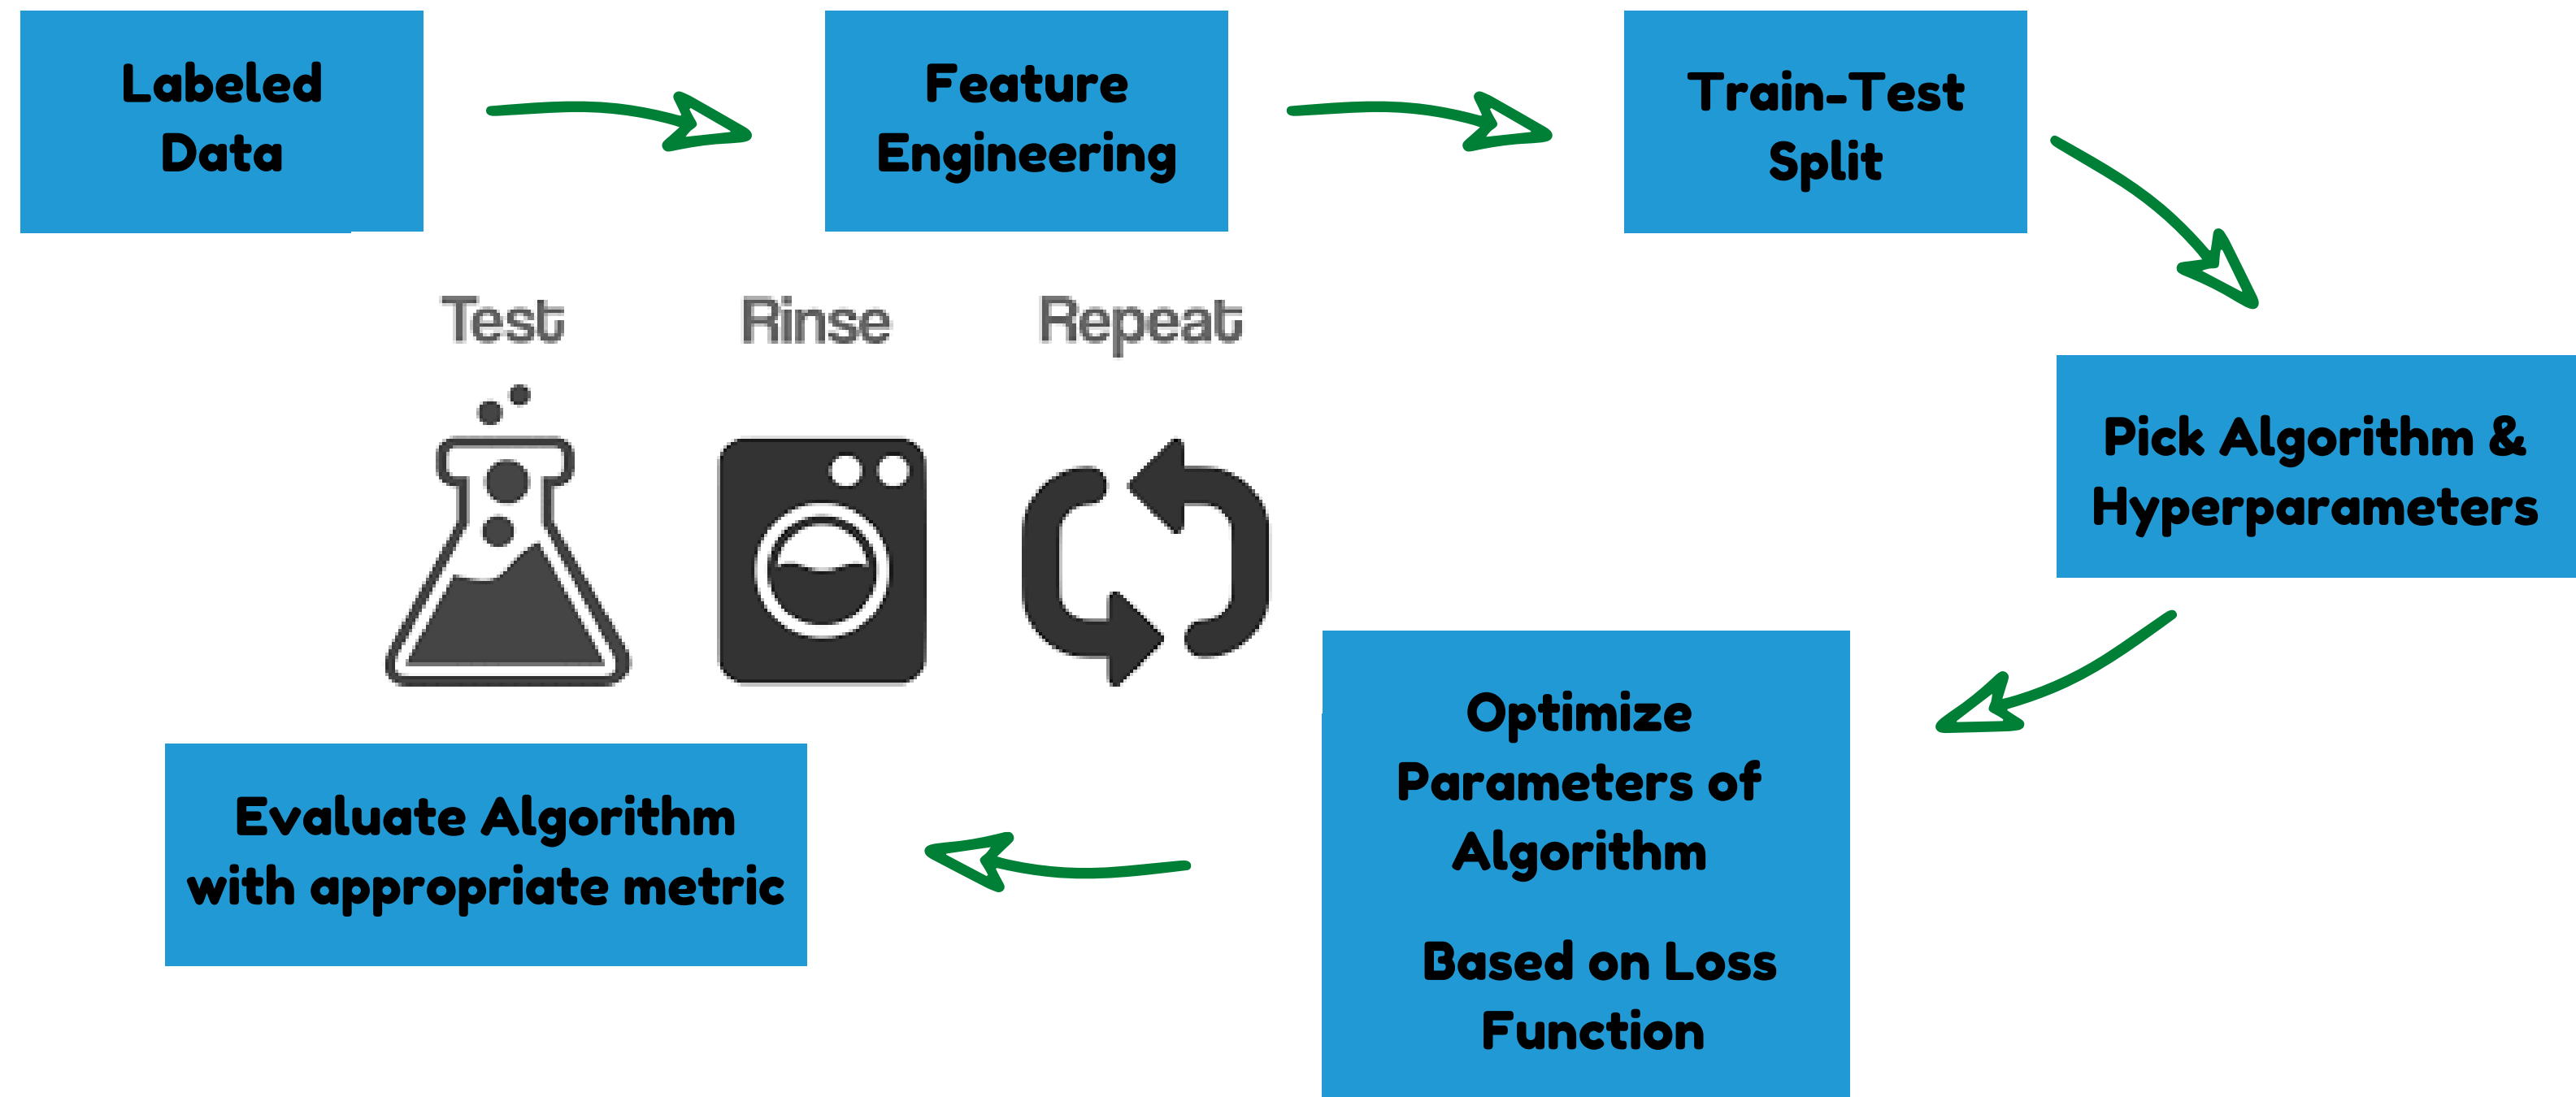 Labeled
Data
Feature
Engineering
Train-Test
Split
Test
Rinse
Repeat
Pick Algorithm &
Hyperparameters
Optimize
Parameters of
Algorithm
Based on Loss
Function
Evaluate Algorithm
with appropriate metric